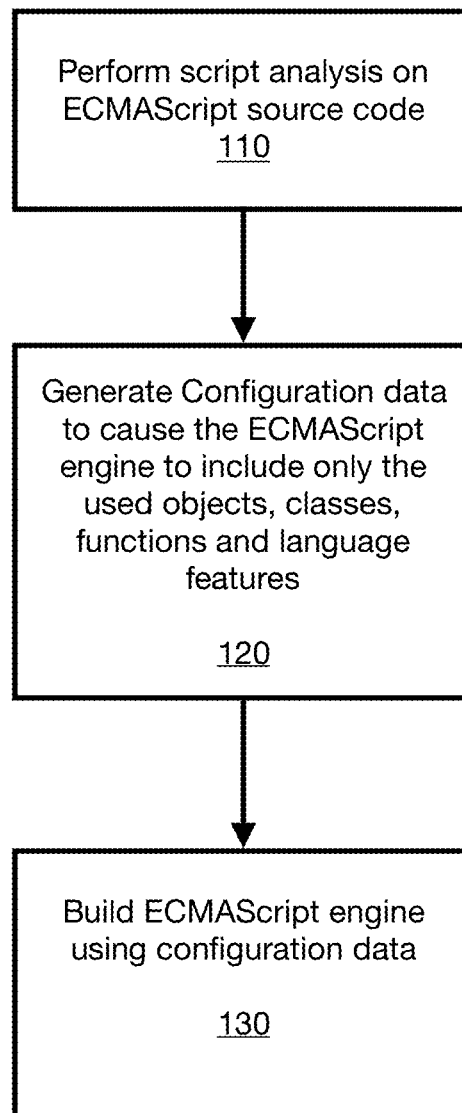 Perform script analysis on
ECMAScript source code
110
Generate Configuration data
to cause the ECMAScript
engine to include only the
used objects, classes,
functions and language
features
120
Build ECMAScript engine
using configuration data
130